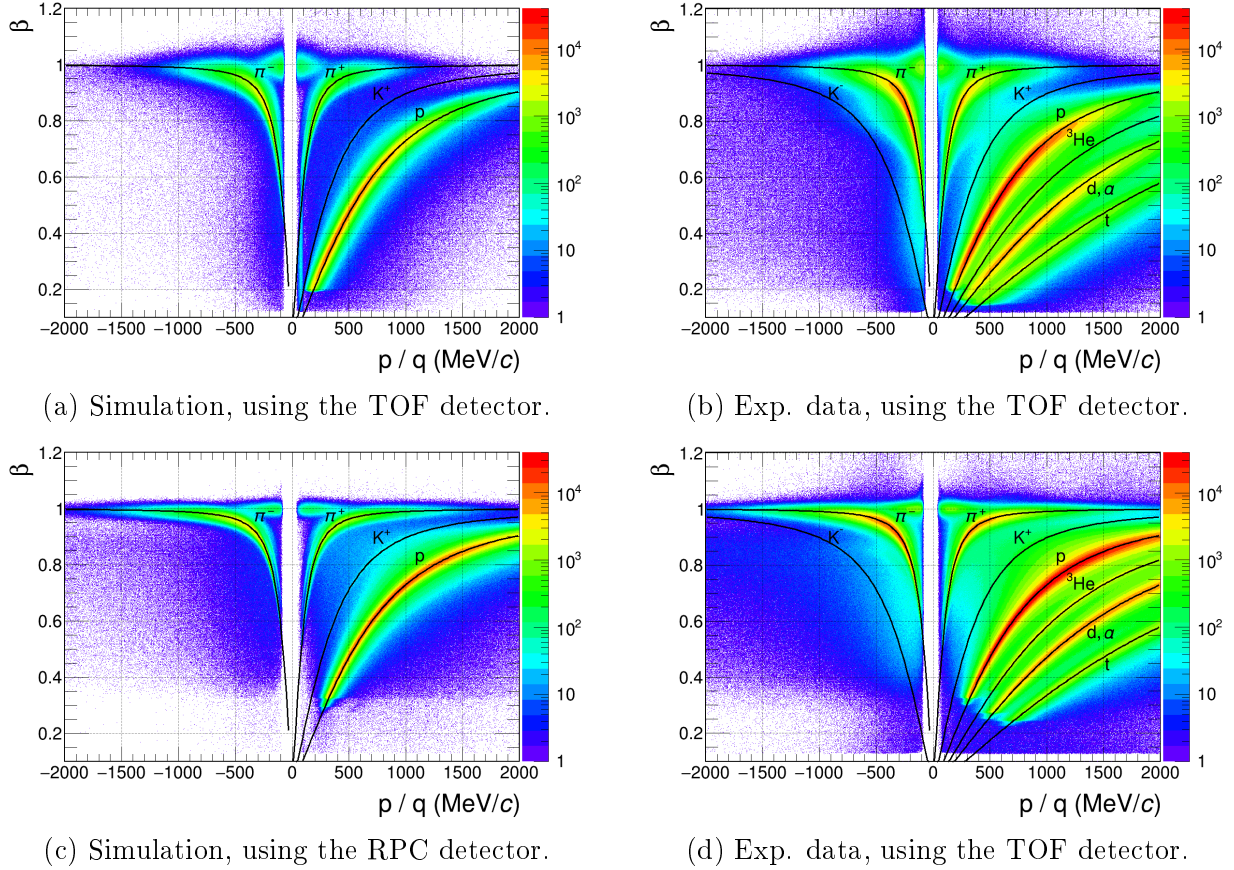 β
1.2
1
0.8
0.6
0.4
0.2
−2000 −1500 −1000 −500 0 500 1000 1500 2000
p / q (MeV/c)
π⁻ π⁺ K⁺ p
10⁴
10³
10²
10
1
(a) Simulation, using the TOF detector.
β
1.2
1
0.8
0.6
0.4
0.2
−2000 −1500 −1000 −500 0 500 1000 1500 2000
p / q (MeV/c)
K⁻ π⁻ π⁺ K⁺
p
³He
d, α
t
10⁴
10³
10²
10
1
(b) Exp. data, using the TOF detector.
β
1.2
1
0.8
0.6
0.4
0.2
−2000 −1500 −1000 −500 0 500 1000 1500 2000
p / q (MeV/c)
π⁻ π⁺ K⁺ p
10⁴
10³
10²
10
1
(c) Simulation, using the RPC detector.
β
1.2
1
0.8
0.6
0.4
0.2
−2000 −1500 −1000 −500 0 500 1000 1500 2000
p / q (MeV/c)
K π⁻ π⁺ K⁺
p
³He
d, α
t
10⁴
10³
10²
10
1
(d) Exp. data, using the TOF detector.